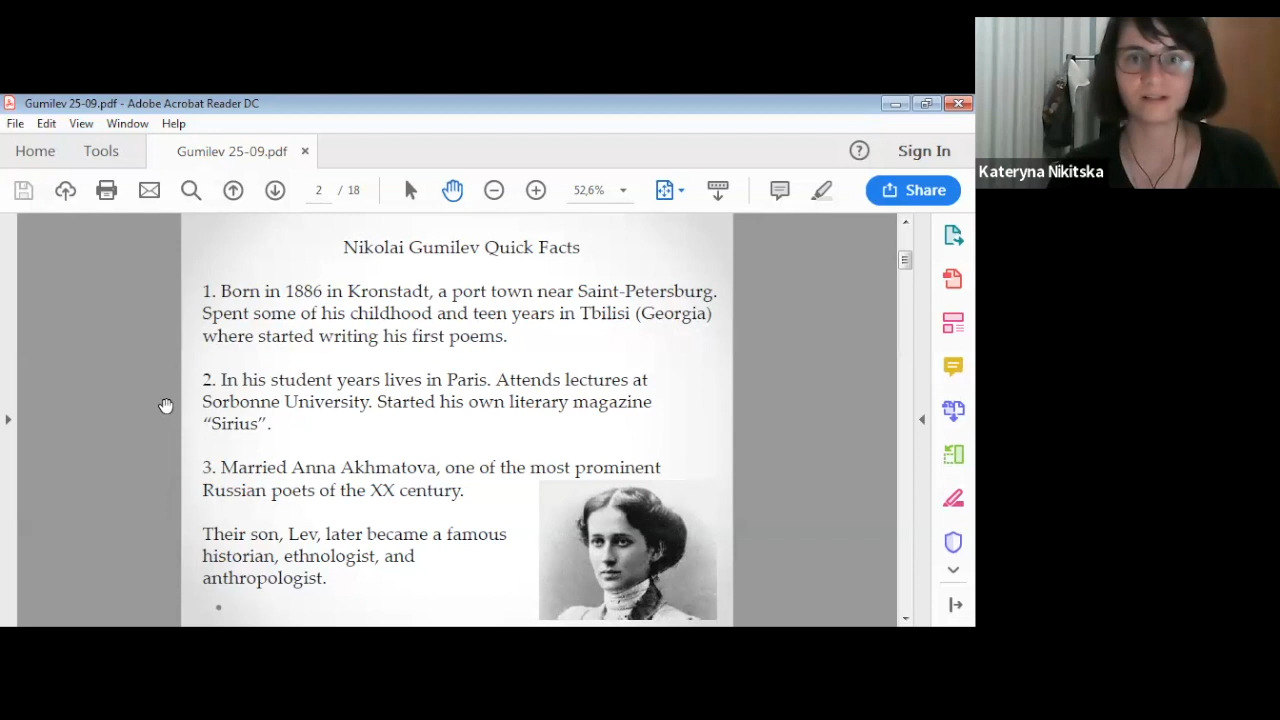 Gumilev 25-09.pdf - Adobe Acrobat Reader DC
File Edit View Window Help
Home Tools Gumilev 25-09.pdf × Sign In
2 / 18 52,6% Share
Nikolai Gumilev Quick Facts
1. Born in 1886 in Kronstadt, a port town near Saint-Petersburg.
Spent some of his childhood and teen years in Tbilisi (Georgia)
where started writing his first poems.
2. In his student years lives in Paris. Attends lectures at
Sorbonne University. Started his own literary magazine
“Sirius”.
3. Married Anna Akhmatova, one of the most prominent
Russian poets of the XX century.
Their son, Lev, later became a famous
historian, ethnologist, and
anthropologist.
Kateryna Nikitska